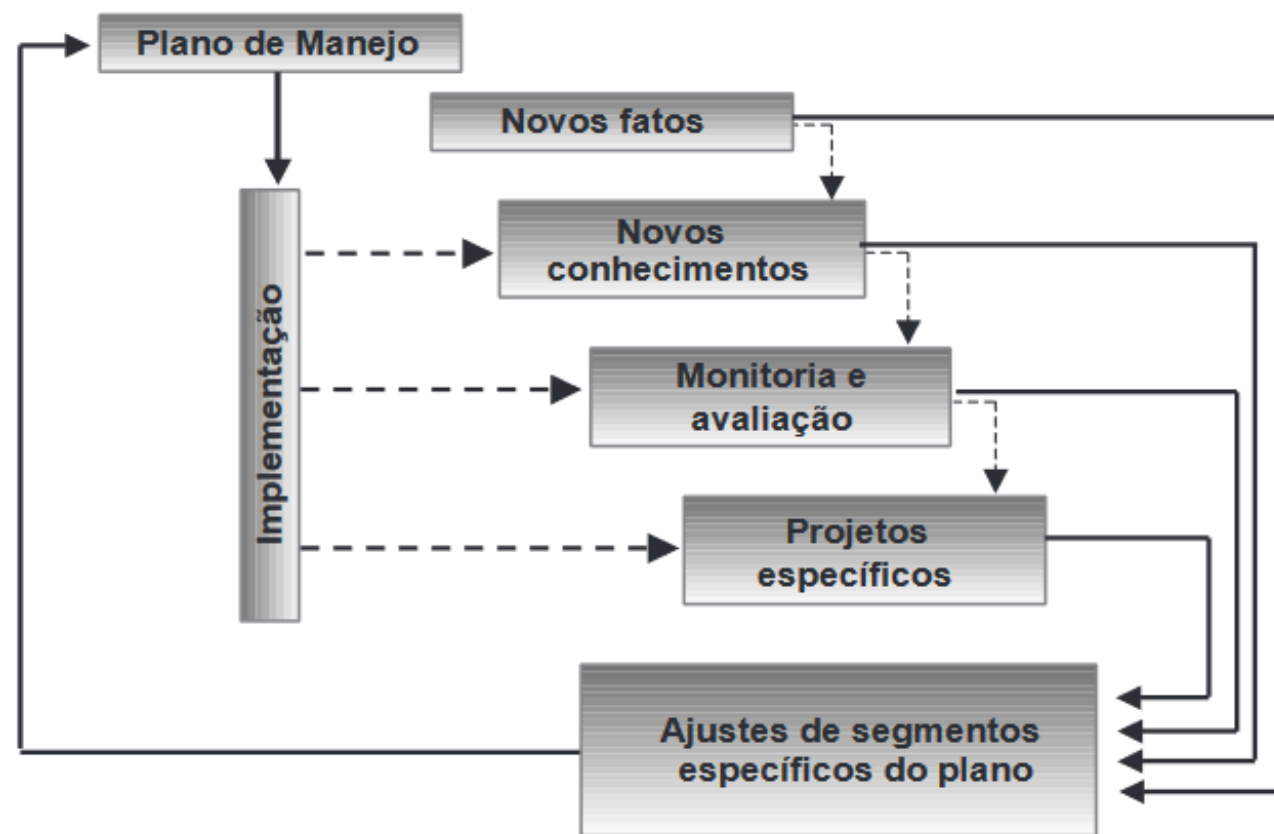 Plano de Manejo
Novos fatos
Novos
conhecimentos
Implementação
Monitoria e
avaliação
Projetos
específicos
Ajustes de segmentos
específicos do plano